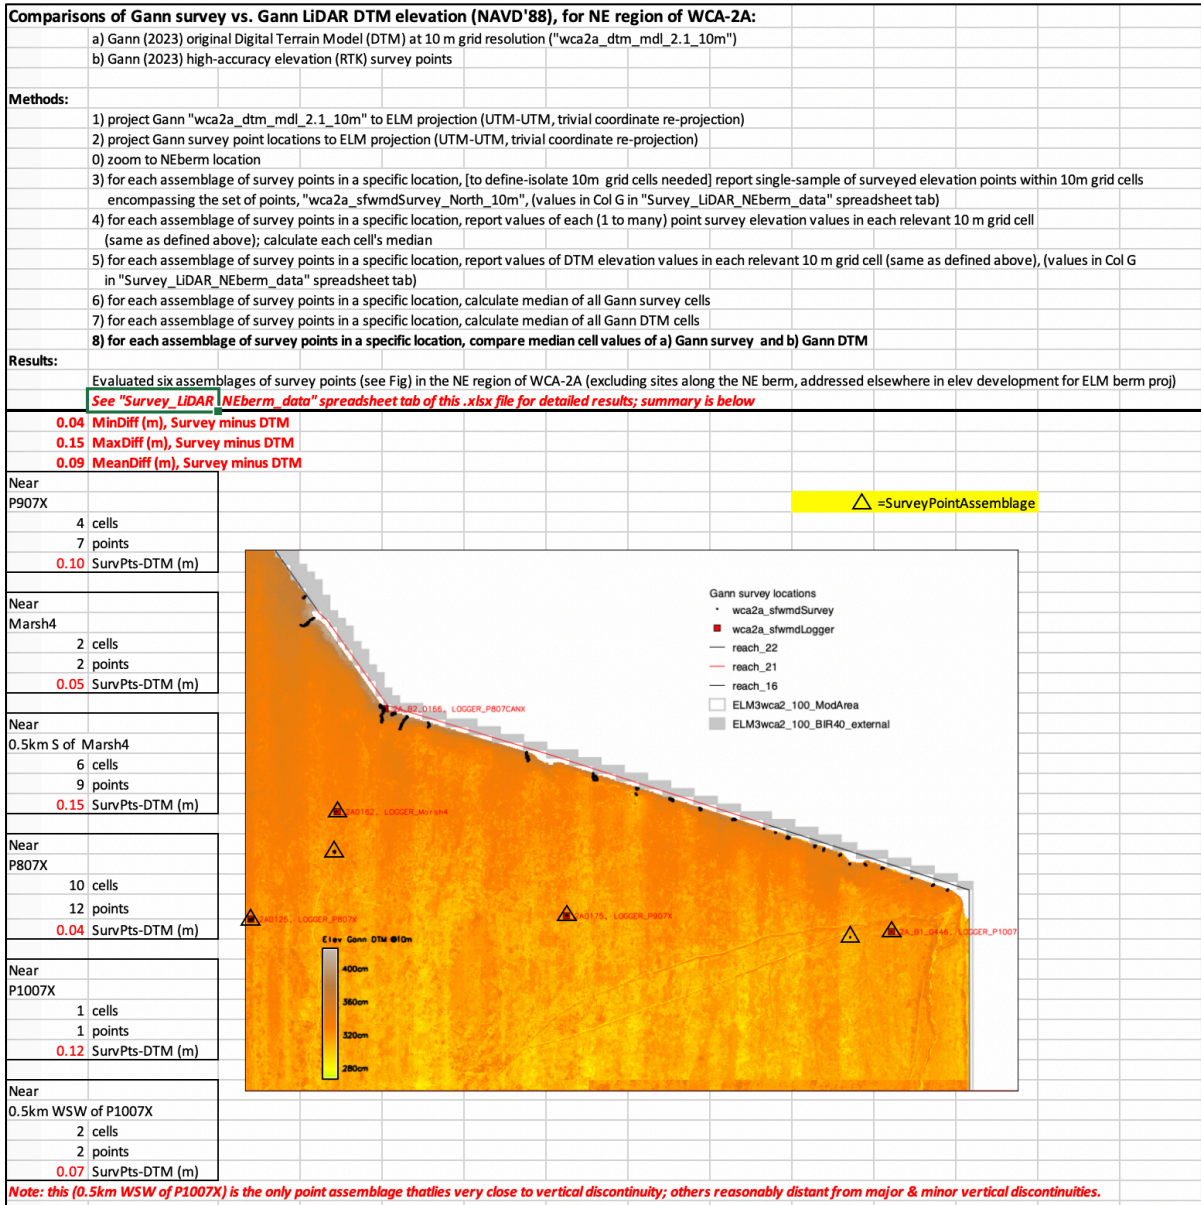 Comparisons of Gann survey vs. Gann LiDAR DTM elevation (NAVD'88), for NE region of WCA-2A:
a) Gann (2023) original Digital Terrain Model (DTM) at 10 m grid resolution ("wca2a_dtm_mdl_2.1_10m")
b) Gann (2023) high-accuracy elevation (RTK) survey points
Methods:
1) project Gann "wca2a_dtm_mdl_2.1_10m" to ELM projection (UTM-UTM, trivial coordinate re-projection)
2) project Gann survey point locations to ELM projection (UTM-UTM, trivial coordinate re-projection)
0) zoom to NEberm location
3) for each assemblage of survey points in a specific location, [to define-isolate 10m grid cells needed] report single-sample of surveyed elevation points within 10m grid cells
encompassing the set of points, "wca2a_sfwmdSurvey_North_10m", (values in Col G in "Survey_LiDAR_NEberm_data" spreadsheet tab)
4) for each assemblage of survey points in a specific location, report values of each (1 to many) point survey elevation values in each relevant 10 m grid cell
(same as defined above); calculate each cell's median
5) for each assemblage of survey points in a specific location, report values of DTM elevation values in each relevant 10 m grid cell (same as defined above), (values in Col G
in "Survey_LiDAR_NEberm_data" spreadsheet tab)
6) for each assemblage of survey points in a specific location, calculate median of all Gann survey cells
7) for each assemblage of survey points in a specific location, calculate median of all Gann DTM cells
8) for each assemblage of survey points in a specific location, compare median cell values of a) Gann survey and b) Gann DTM
Results:
Evaluated six assemblages of survey points (see Fig) in the NE region of WCA-2A (excluding sites along the NE berm, addressed elsewhere in elev development for ELM berm proj)
See "Survey_LiDAR_NEberm_data" spreadsheet tab of this .xlsx file for detailed results; summary is below
0.04 MinDiff (m), Survey minus DTM
0.15 MaxDiff (m), Survey minus DTM
0.09 MeanDiff (m), Survey minus DTM
Near
P907X
4 cells
7 points
0.10 SurvPts-DTM (m)
Near
Marsh4
2 cells
2 points
0.05 SurvPts-DTM (m)
Near
0.5km S of Marsh4
6 cells
9 points
0.15 SurvPts-DTM (m)
Near
P807X
10 cells
12 points
0.04 SurvPts-DTM (m)
Near
P1007X
1 cells
1 points
0.12 SurvPts-DTM (m)
Near
0.5km WSW of P1007X
2 cells
2 points
0.07 SurvPts-DTM (m)
=SurveyPointAssemblage
Gann survey locations
wca2a_sfwmdSurvey
wca2a_sfwmdLogger
reach_22
reach_21
reach_16
ELM3wca2_100_ModArea
ELM3wca2_100_BIR40_external
2A_B2_0166, LOGGER_P807CANX
2A0162, LOGGER_Marsh4
2A0125, LOGGER_P807X
2A0175, LOGGER_P907X
2A_B1_0446, LOGGER_P1007
Elev Gann DTM @10m
400cm
360cm
320cm
280cm
Note: this (0.5km WSW of P1007X) is the only point assemblage thatlies very close to vertical discontinuity; others reasonably distant from major & minor vertical discontinuities.